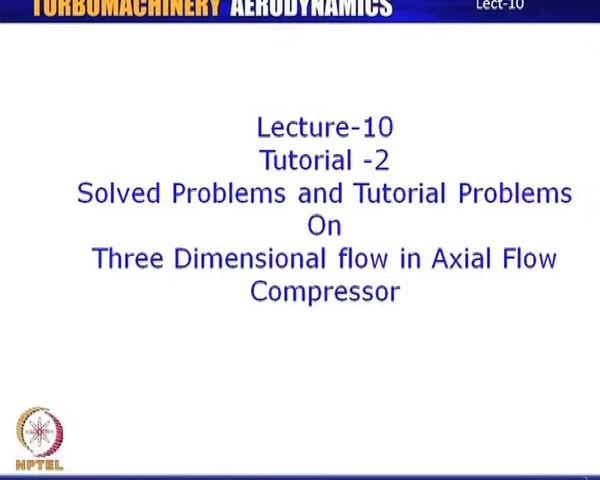 TURBOMACHINERY AERODYNAMICS
Lect-10
Lecture-10
Tutorial -2
Solved Problems and Tutorial Problems
On
Three Dimensional flow in Axial Flow
Compressor
NPTEL